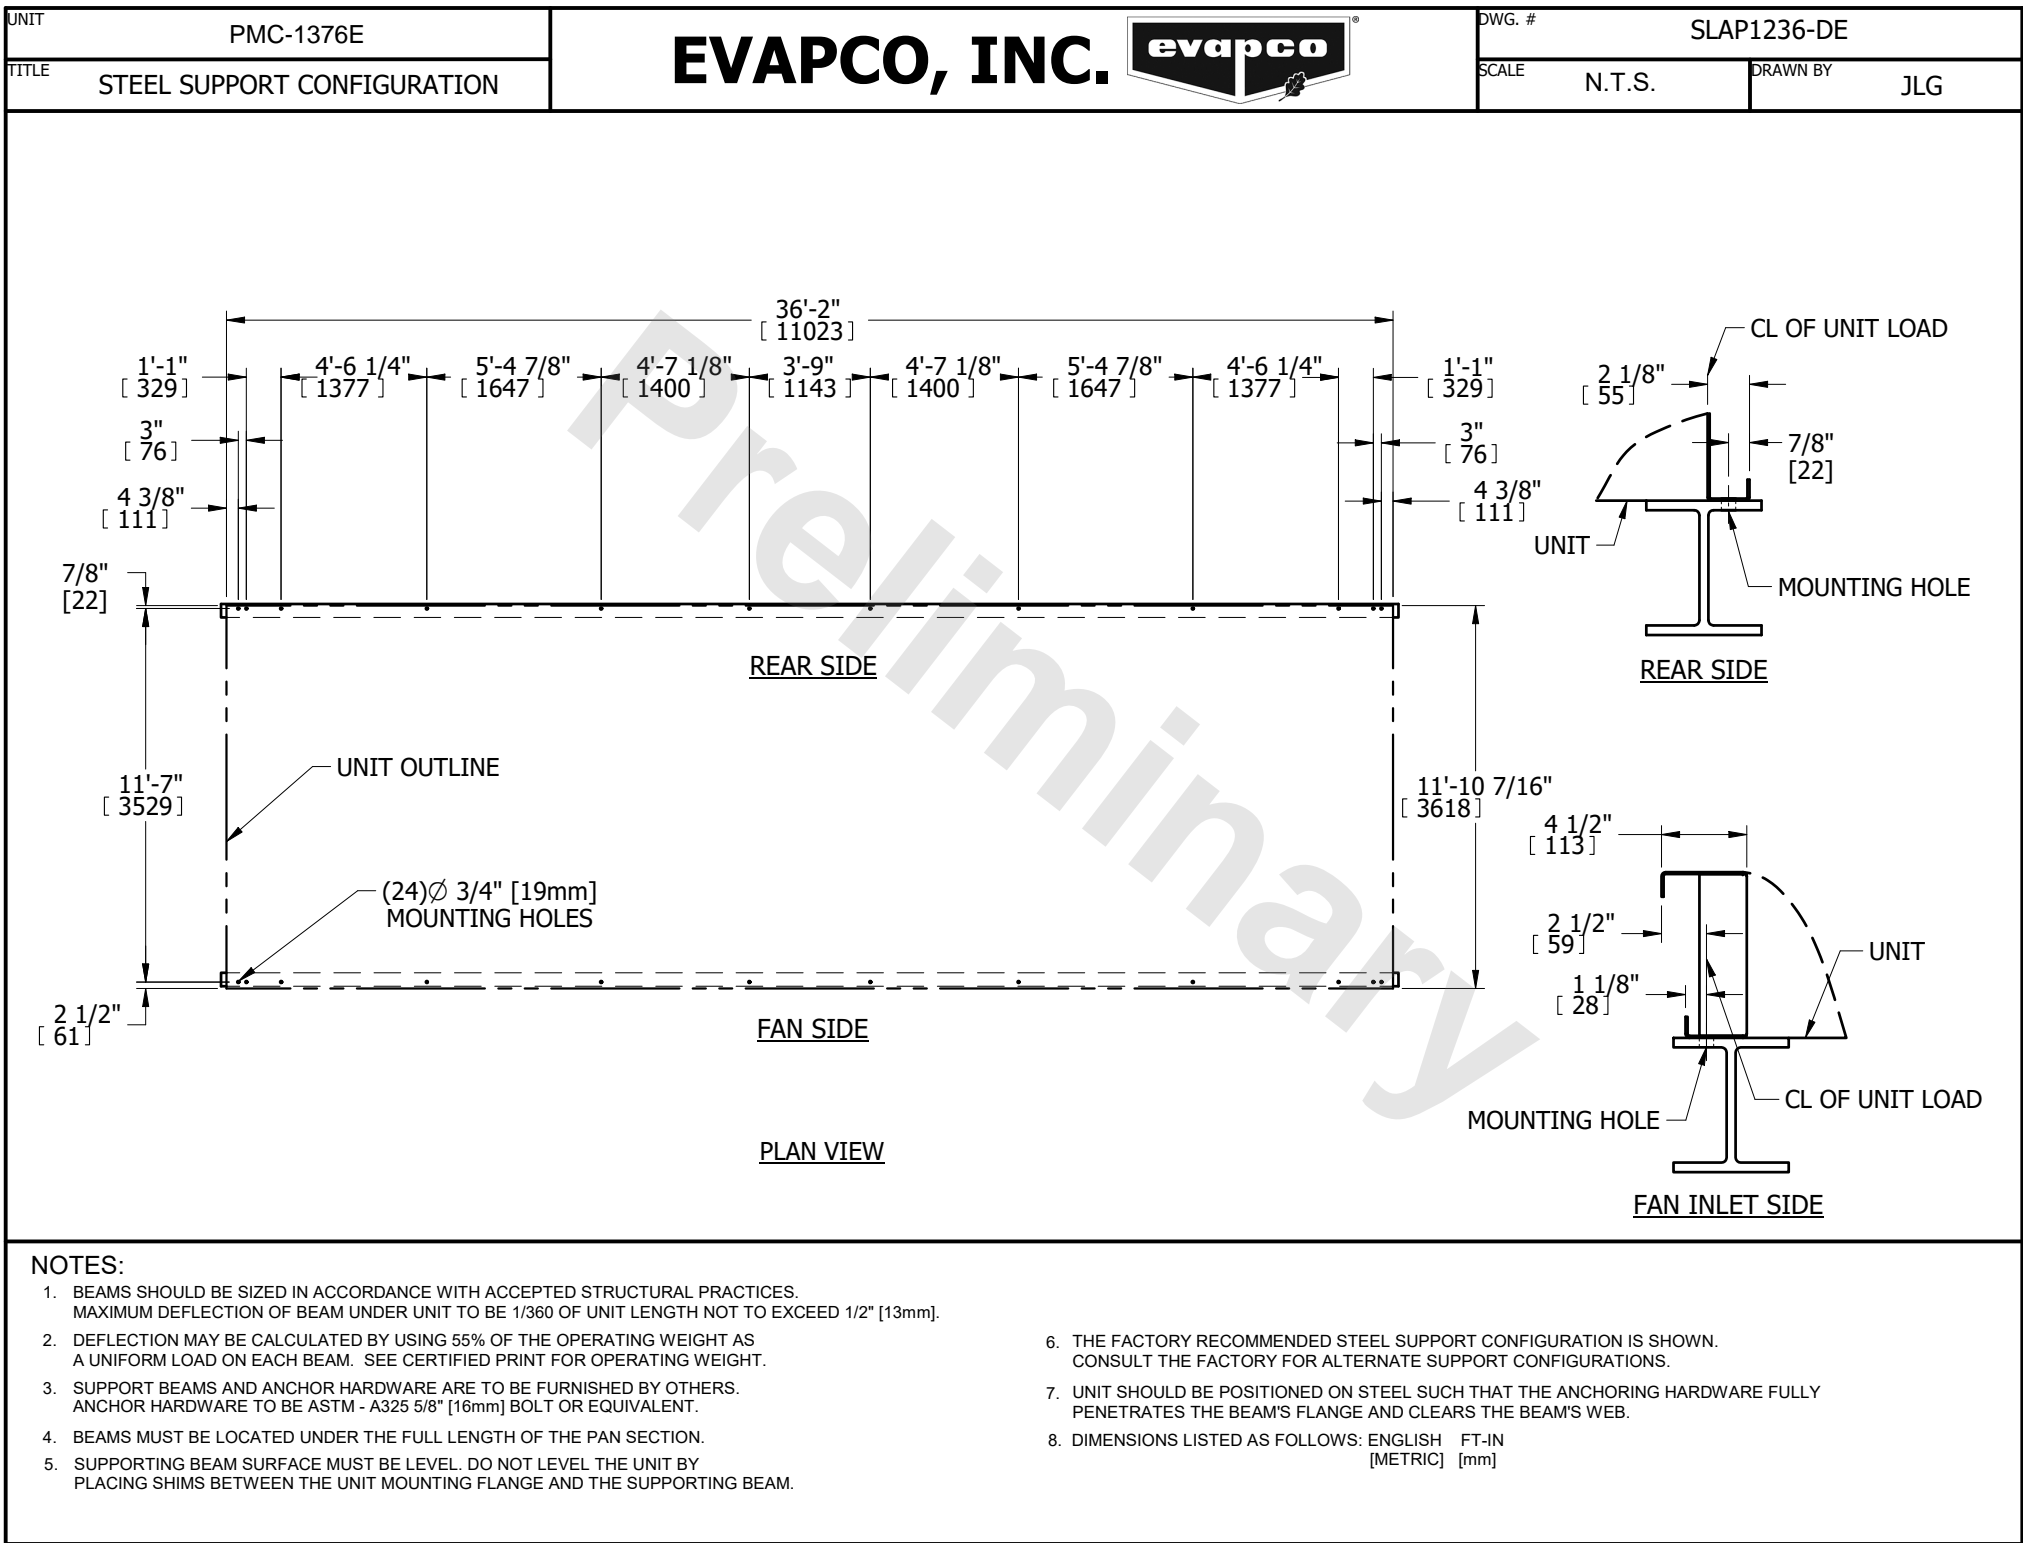 UNIT
PMC-1376E
TITLE
STEEL SUPPORT CONFIGURATION
EVAPCO, INC.
evapco
®
DWG. #
SLAP1236-DE
SCALE
N.T.S.
DRAWN BY
JLG
Preliminary
36'-2"
[ 11023]
1'-1"
[ 329]
4'-6 1/4"
[ 1377 ]
5'-4 7/8"
[ 1647 ]
4'-7 1/8"
[ 1400 ]
3'-9"
[ 1143 ]
4'-7 1/8"
[ 1400 ]
5'-4 7/8"
[ 1647 ]
4'-6 1/4"
[ 1377 ]
1'-1"
[ 329]
3"
[ 76]
3"
[ 76]
4 3/8"
[ 111]
4 3/8"
[ 111]
7/8"
[22]
REAR SIDE
UNIT OUTLINE
11'-7"
[ 3529]
11'-10 7/16"
[ 3618]
(24)∅ 3/4" [19mm]
MOUNTING HOLES
2 1/2"
[ 61]
FAN SIDE
PLAN VIEW
CL OF UNIT LOAD
2 1/8"
[ 55]
7/8"
[22]
UNIT
MOUNTING HOLE
REAR SIDE
4 1/2"
[ 113]
2 1/2"
[ 59]
UNIT
1 1/8"
[ 28]
CL OF UNIT LOAD
MOUNTING HOLE
FAN INLET SIDE
NOTES:
1. BEAMS SHOULD BE SIZED IN ACCORDANCE WITH ACCEPTED STRUCTURAL PRACTICES.
MAXIMUM DEFLECTION OF BEAM UNDER UNIT TO BE 1/360 OF UNIT LENGTH NOT TO EXCEED 1/2" [13mm].
2. DEFLECTION MAY BE CALCULATED BY USING 55% OF THE OPERATING WEIGHT AS
A UNIFORM LOAD ON EACH BEAM. SEE CERTIFIED PRINT FOR OPERATING WEIGHT.
3. SUPPORT BEAMS AND ANCHOR HARDWARE ARE TO BE FURNISHED BY OTHERS.
ANCHOR HARDWARE TO BE ASTM - A325 5/8" [16mm] BOLT OR EQUIVALENT.
4. BEAMS MUST BE LOCATED UNDER THE FULL LENGTH OF THE PAN SECTION.
5. SUPPORTING BEAM SURFACE MUST BE LEVEL. DO NOT LEVEL THE UNIT BY
PLACING SHIMS BETWEEN THE UNIT MOUNTING FLANGE AND THE SUPPORTING BEAM.
6. THE FACTORY RECOMMENDED STEEL SUPPORT CONFIGURATION IS SHOWN.
CONSULT THE FACTORY FOR ALTERNATE SUPPORT CONFIGURATIONS.
7. UNIT SHOULD BE POSITIONED ON STEEL SUCH THAT THE ANCHORING HARDWARE FULLY
PENETRATES THE BEAM'S FLANGE AND CLEARS THE BEAM'S WEB.
8. DIMENSIONS LISTED AS FOLLOWS: ENGLISH FT-IN
[METRIC] [mm]